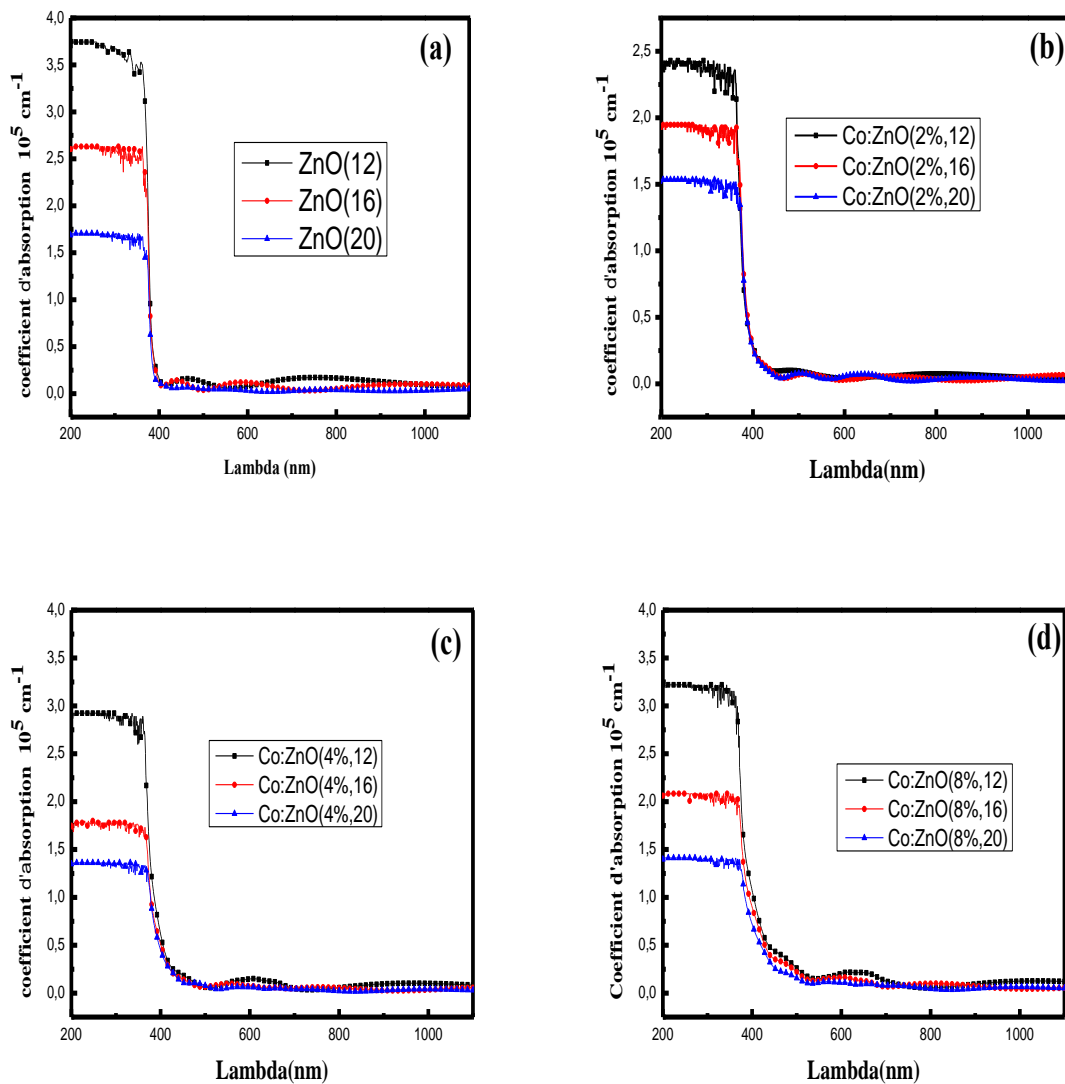 (a)
coefficient d'absorption 10⁵ cm⁻¹
4,0
3,5
3,0
2,5
2,0
1,5
1,0
0,5
0,0
ZnO(12)
ZnO(16)
ZnO(20)
200 400 600 800 1000
Lambda (nm)
(b)
coefficient d'absorption 10⁵ cm⁻¹
2,5
2,0
1,5
1,0
0,5
0,0
Co:ZnO(2%,12)
Co:ZnO(2%,16)
Co:ZnO(2%,20)
200 400 600 800 1000
Lambda(nm)
(c)
coefficient d'absorption 10⁵ cm⁻¹
4,0
3,5
3,0
2,5
2,0
1,5
1,0
0,5
0,0
Co:ZnO(4%,12)
Co:ZnO(4%,16)
Co:ZnO(4%,20)
200 400 600 800 1000
Lambda(nm)
(d)
Coefficient d'absorption 10⁵ cm⁻¹
4,0
3,5
3,0
2,5
2,0
1,5
1,0
0,5
0,0
Co:ZnO(8%,12)
Co:ZnO(8%,16)
Co:ZnO(8%,20)
200 400 600 800 1000
Lambda(nm)